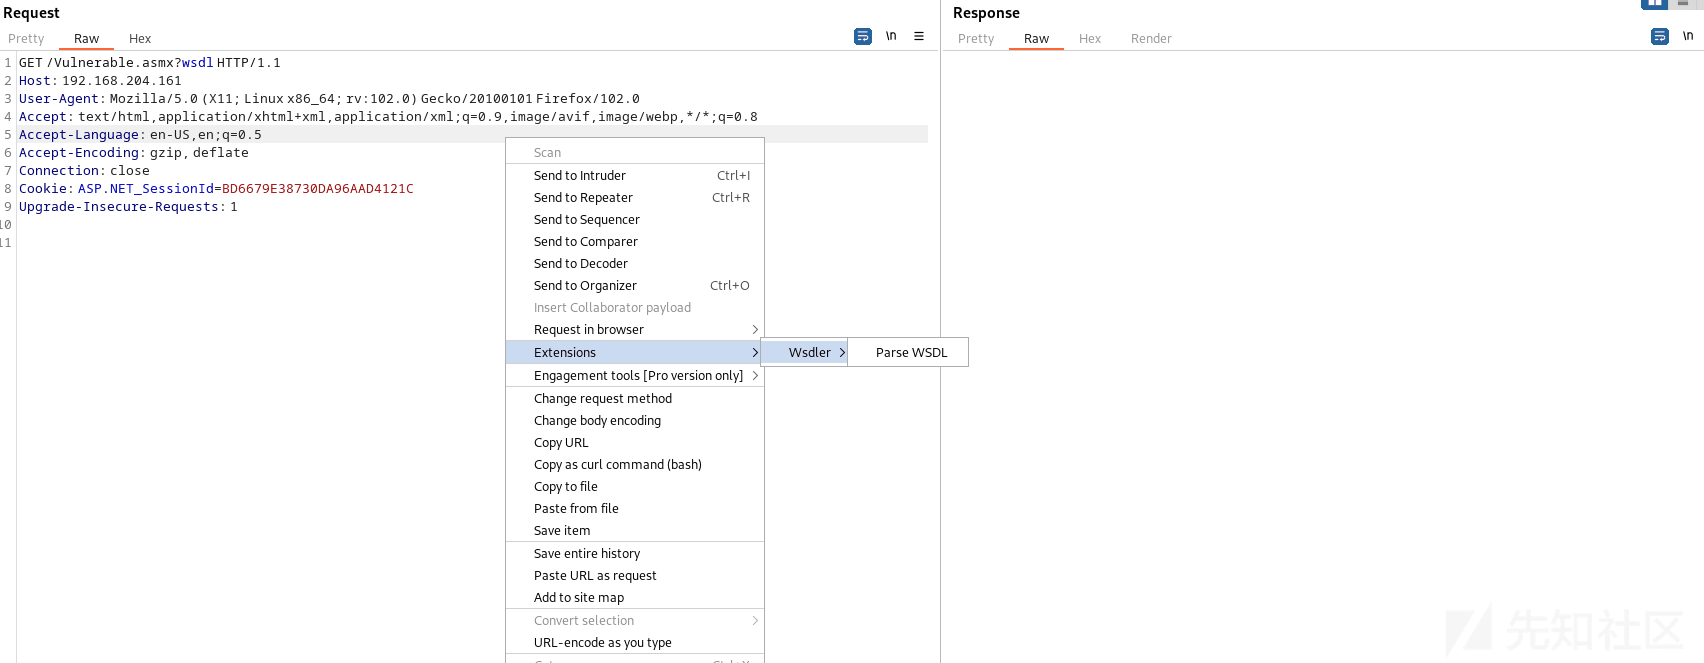 Request
Pretty Raw Hex
\n
1 GET /Vulnerable.asmx?wsdl HTTP/1.1
2 Host: 192.168.204.161
3 User-Agent: Mozilla/5.0 (X11; Linux x86_64; rv:102.0) Gecko/20100101 Firefox/102.0
4 Accept: text/html,application/xhtml+xml,application/xml;q=0.9,image/avif,image/webp,*/*;q=0.8
5 Accept-Language: en-US,en;q=0.5
6 Accept-Encoding: gzip, deflate
7 Connection: close
8 Cookie: ASP.NET_SessionId=BD6679E38730DA96AAD4121C
9 Upgrade-Insecure-Requests: 1
10
11
Scan
Send to Intruder Ctrl+I
Send to Repeater Ctrl+R
Send to Sequencer
Send to Comparer
Send to Decoder
Send to Organizer Ctrl+O
Insert Collaborator payload
Request in browser
Extensions
Wsdler
Parse WSDL
Engagement tools [Pro version only]
Change request method
Change body encoding
Copy URL
Copy as curl command (bash)
Copy to file
Paste from file
Save item
Save entire history
Paste URL as request
Add to site map
Convert selection
URL-encode as you type
Response
Pretty Raw Hex Render
\n
先知社区